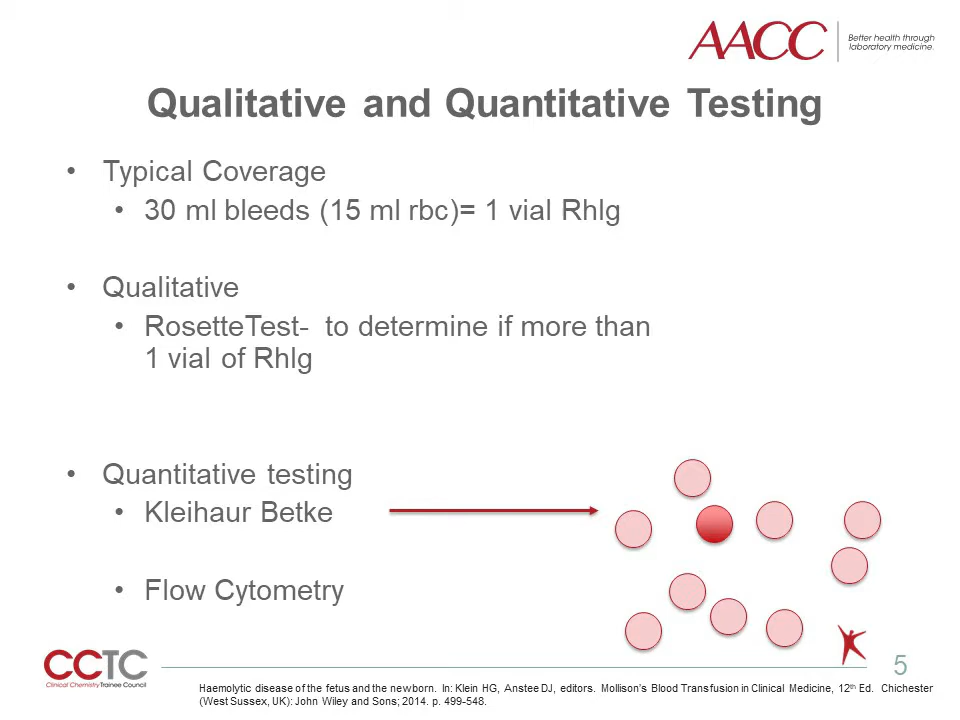 AACC
Better health through
laboratory medicine.
Qualitative and Quantitative Testing
• Typical Coverage
• 30 ml bleeds (15 ml rbc)= 1 vial RhIg
• Qualitative
• RosetteTest- to determine if more than
1 vial of RhIg
• Quantitative testing
• Kleihaur Betke
• Flow Cytometry
CCTC
Clinical Chemistry Trainee Council
5
Haemolytic disease of the fetus and the newborn. In: Klein HG, Anstee DJ, editors. Mollison's Blood Transfusion in Clinical Medicine, 12th Ed. Chichester
(West Sussex, UK): John Wiley and Sons; 2014. p. 499-548.